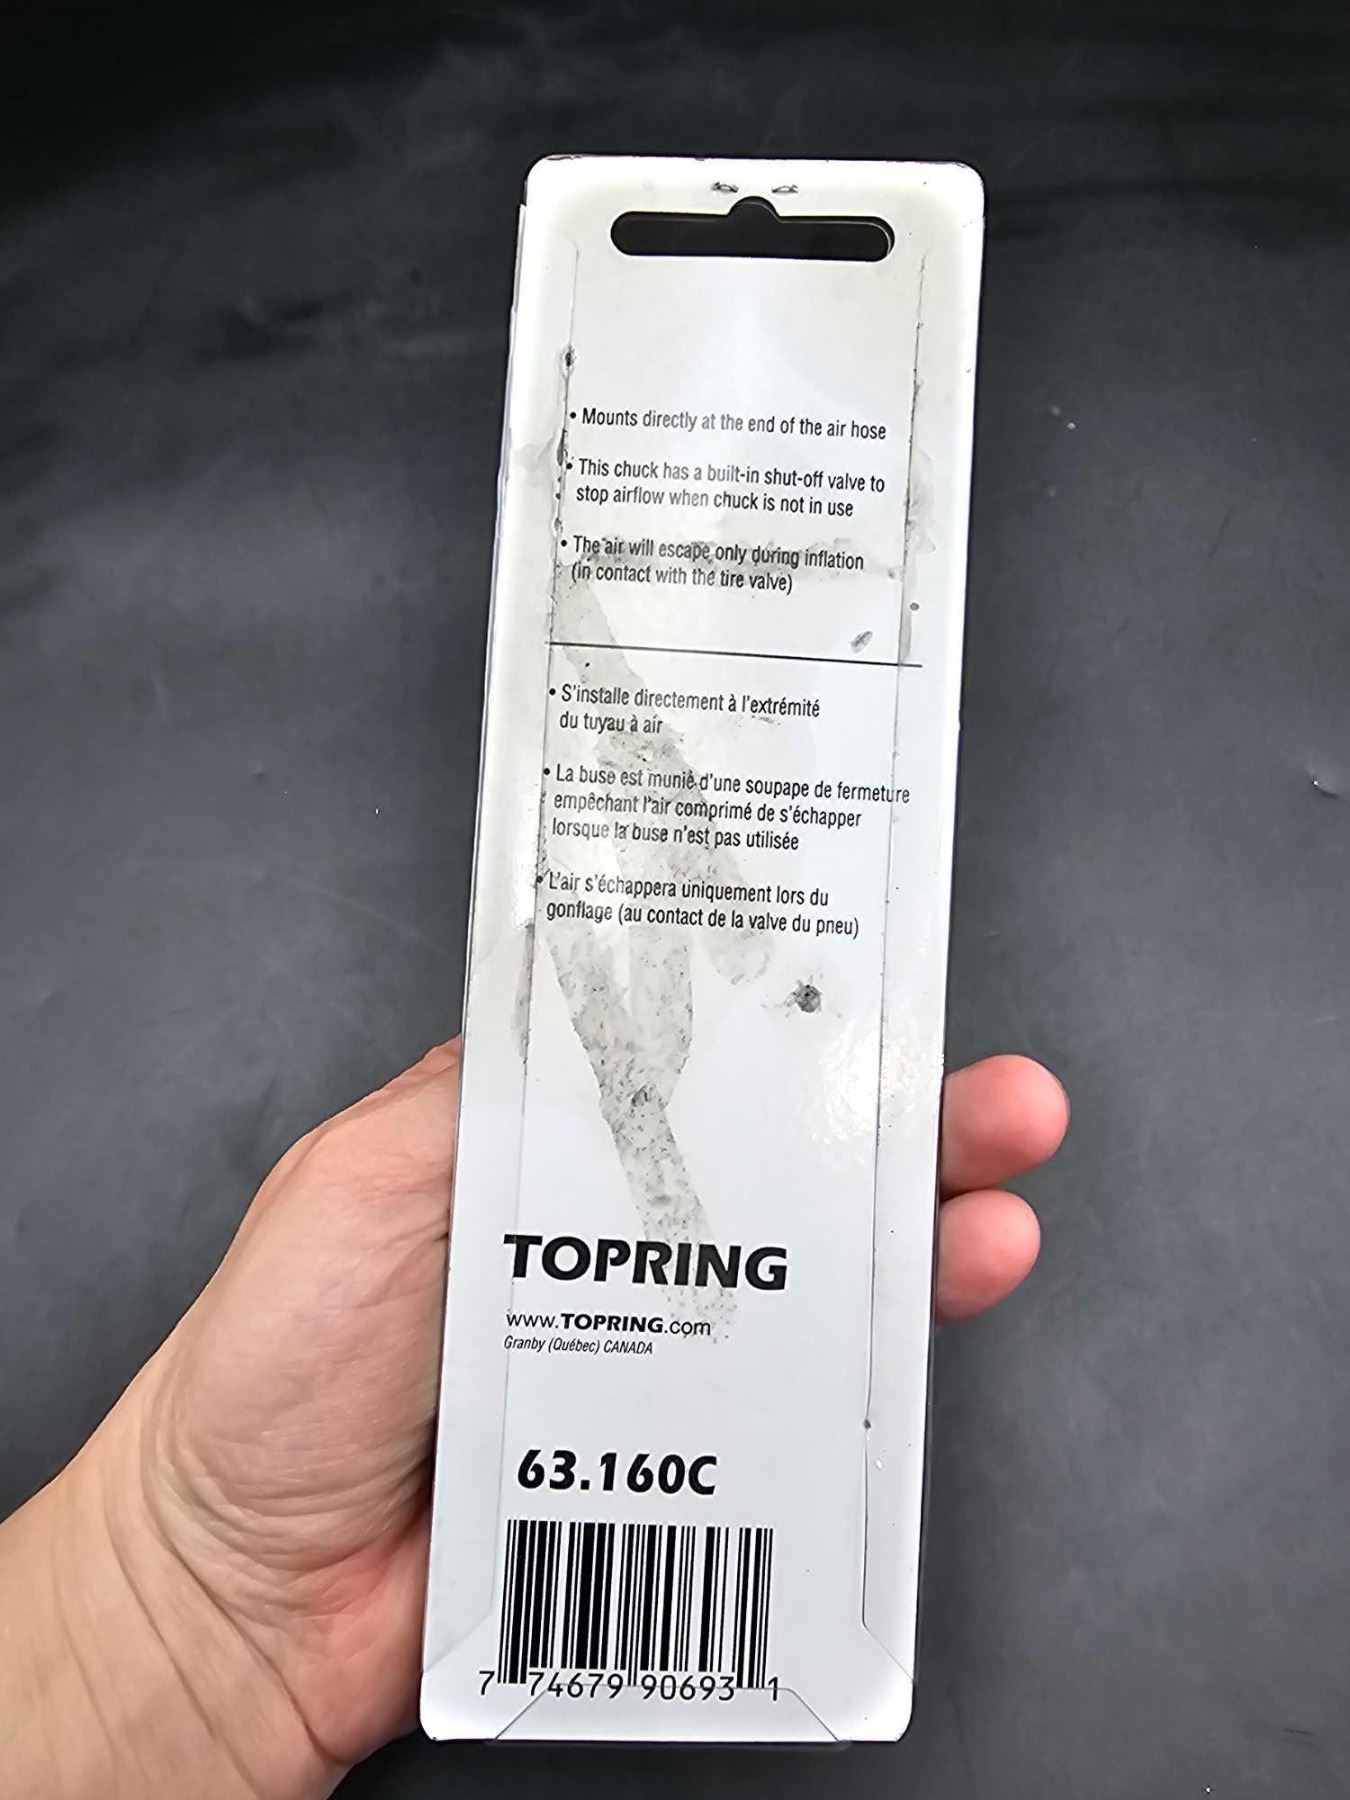 • Mounts directly at the end of the air hose
• This chuck has a built-in shut-off valve to
stop airflow when chuck is not in use
• The air will escape only during inflation
(in contact with the tire valve)
• S'installe directement à l'extrémité
du tuyau à air
• La buse est munie d'une soupape de fermeture
empêchant l'air comprimé de s'échapper
lorsque la buse n'est pas utilisée
• L'air s'échappera uniquement lors du
gonflage (au contact de la valve du pneu)
TOPRING
www.TOPRING.com
Granby (Québec) CANADA
63.160C
7 74679 90693 1